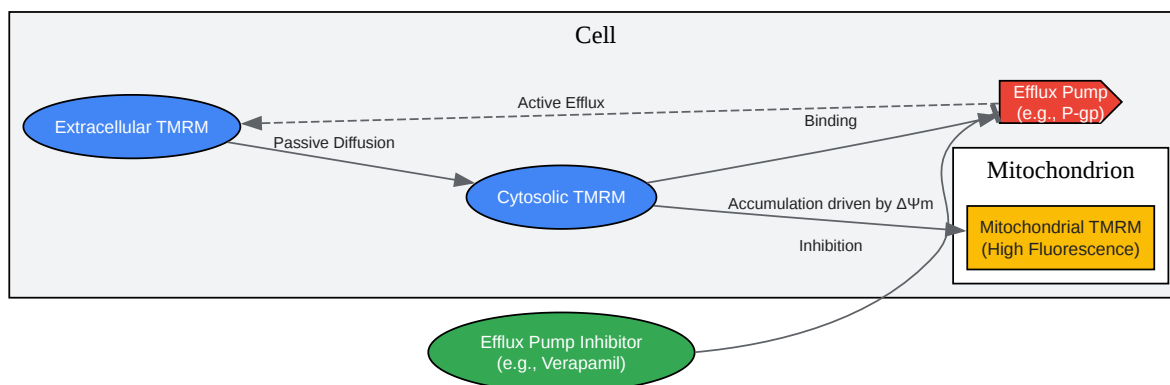 Cell
Efflux Pump
(e.g., P-gp)
Active Efflux
Extracellular TMRM
Binding
Passive Diffusion
Mitochondrion
Cytosolic TMRM
Accumulation driven by ΔΨm
Mitochondrial TMRM
(High Fluorescence)
Inhibition
Efflux Pump Inhibitor
(e.g., Verapamil)